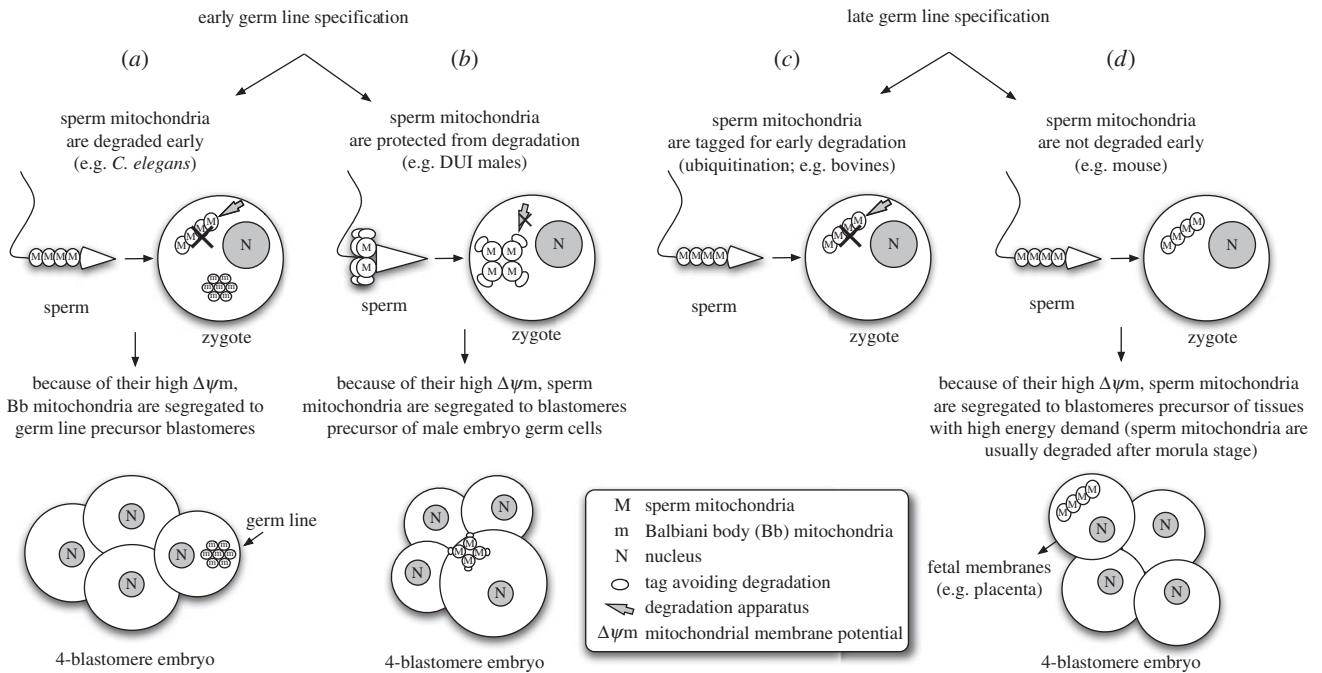 early germ line specification
late germ line specification
(a)
sperm mitochondria
are degraded early
(e.g. C. elegans)
M M M M
sperm
M M M M
N
m m m m m m m
zygote
because of their high Δψm,
Bb mitochondria are segregated to
germ line precursor blastomeres
N
N
N
N
m m m m m m m
germ line
4-blastomere embryo
(b)
sperm mitochondria
are protected from degradation
(e.g. DUI males)
M
M
sperm
M M
M M
N
zygote
because of their high Δψm, sperm
mitochondria are segregated to blastomeres
precursor of male embryo germ cells
N
N
N
N
M
M M
M
4-blastomere embryo
(c)
sperm mitochondria
are tagged for early degradation
(ubiquitination; e.g. bovines)
M M M M
sperm
M M M M
N
zygote
(d)
sperm mitochondria
are not degraded early
(e.g. mouse)
M M M M
sperm
M M M M
N
zygote
because of their high Δψm, sperm mitochondria
are segregated to blastomeres precursor of tissues
with high energy demand (sperm mitochondria are
usually degraded after morula stage)
M M M M
N
N
N
N
fetal membranes
(e.g. placenta)
4-blastomere embryo
M sperm mitochondria
m Balbiani body (Bb) mitochondria
N nucleus
tag avoiding degradation
degradation apparatus
Δψm mitochondrial membrane potential